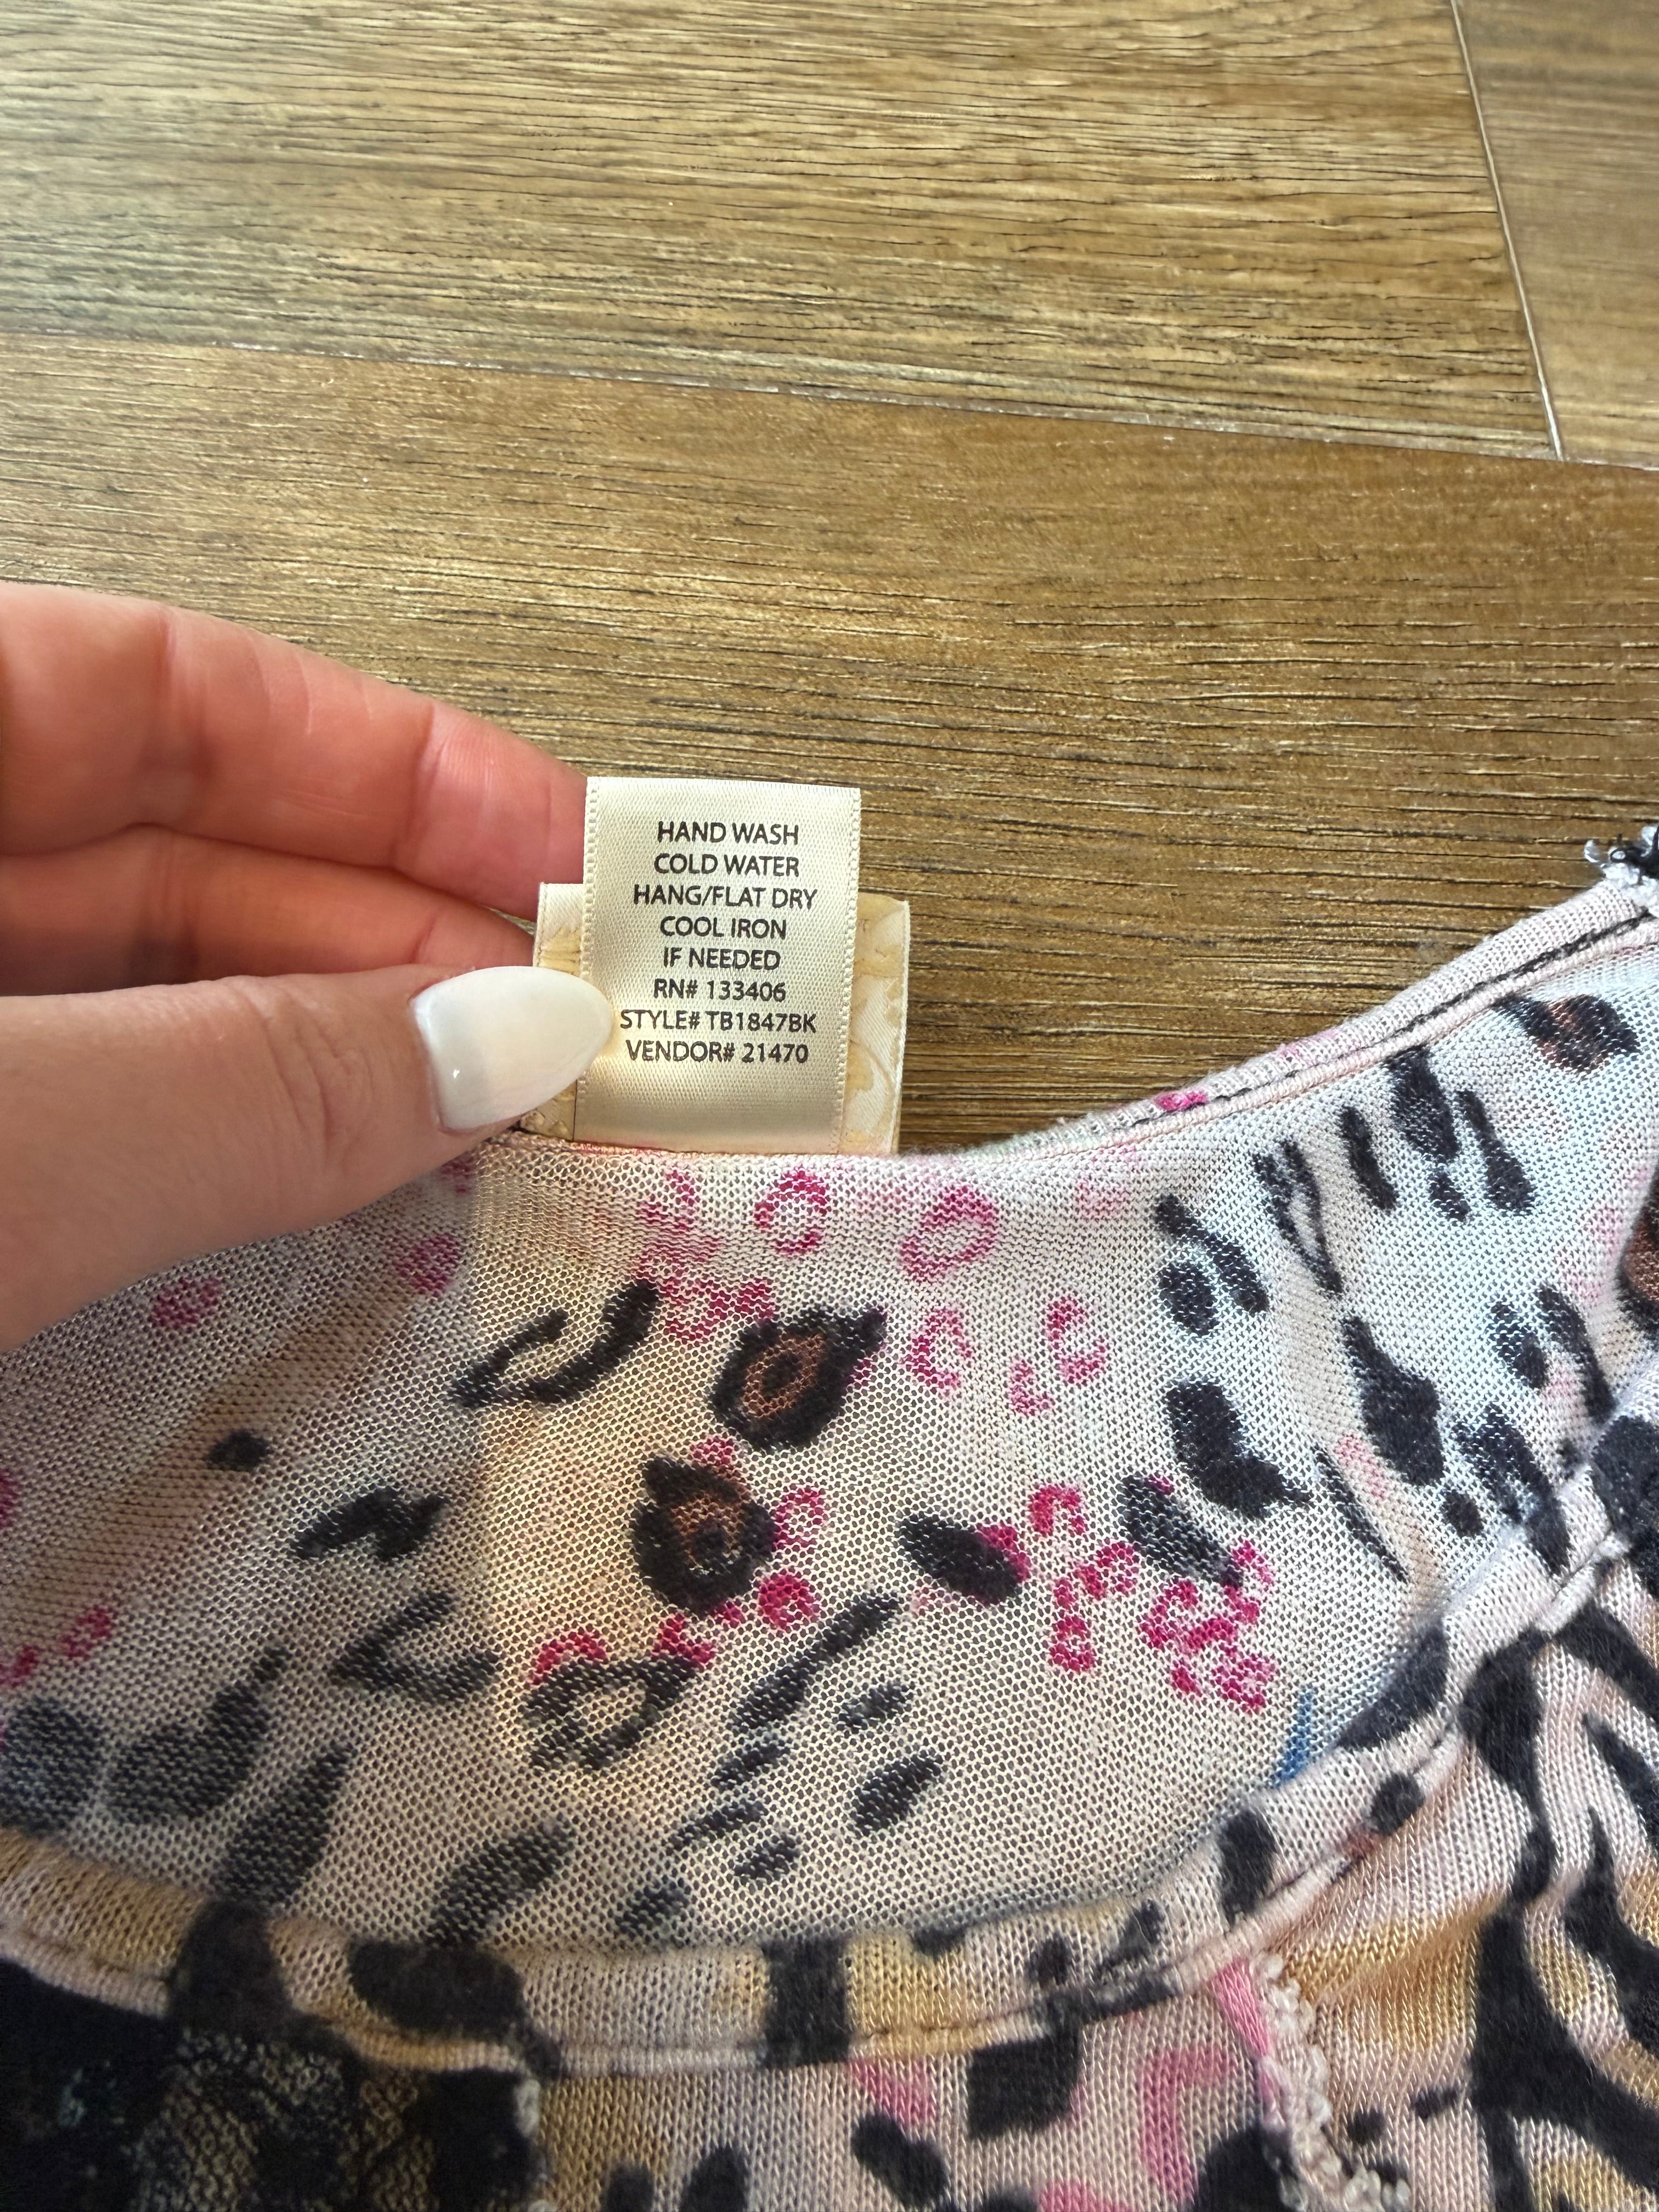 HAND WASH
COLD WATER
HANG/FLAT DRY
COOL IRON
IF NEEDED
RN# 133406
STYLE# TB1847BK
VENDOR# 21470